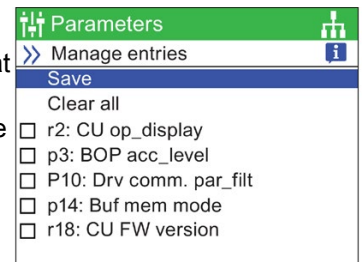 Parameters
>> Manage entries i
at
Save
Clear all
e
r2: CU op_display
p3: BOP acc_level
P10: Drv comm. par_filt
p14: Buf mem mode
r18: CU FW version